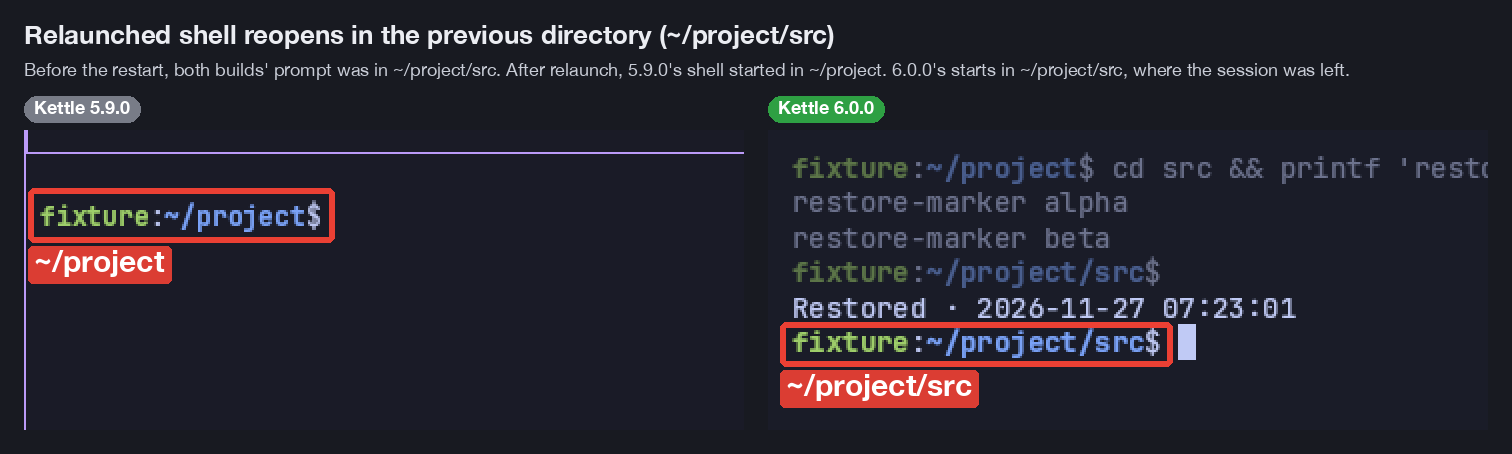 Relaunched shell reopens in the previous directory (~/project/src)
Before the restart, both builds' prompt was in ~/project/src. After relaunch, 5.9.0's shell started in ~/project. 6.0.0's starts in ~/project/src, where the session was left.
Kettle 5.9.0
fixture:~/project$
~/project
Kettle 6.0.0
fixture:~/project$ cd src && printf 'resto
restore-marker alpha
restore-marker beta
fixture:~/project/src$
Restored · 2026-11-27 07:23:01
fixture:~/project/src$
~/project/src